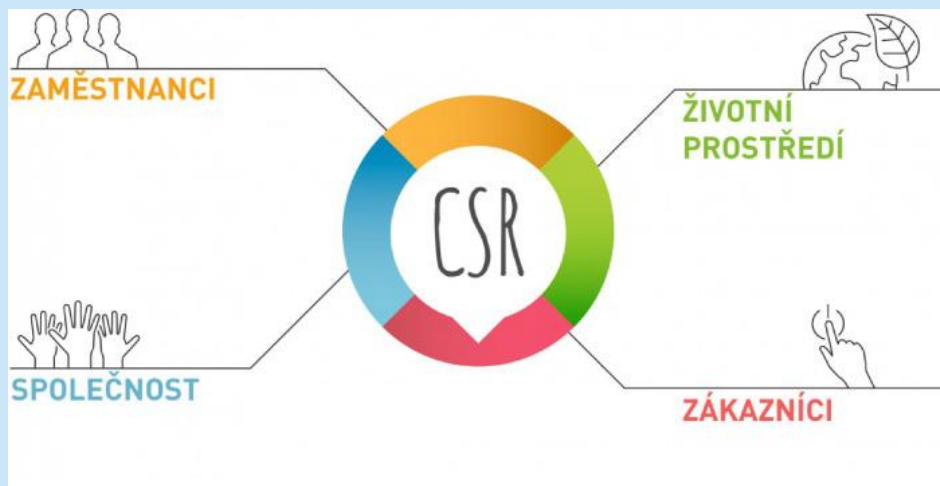 ZAMĚSTNANCI
ŽIVOTNÍ
PROSTŘEDÍ
CSR
SPOLEČNOST
ZÁKAZNÍCI